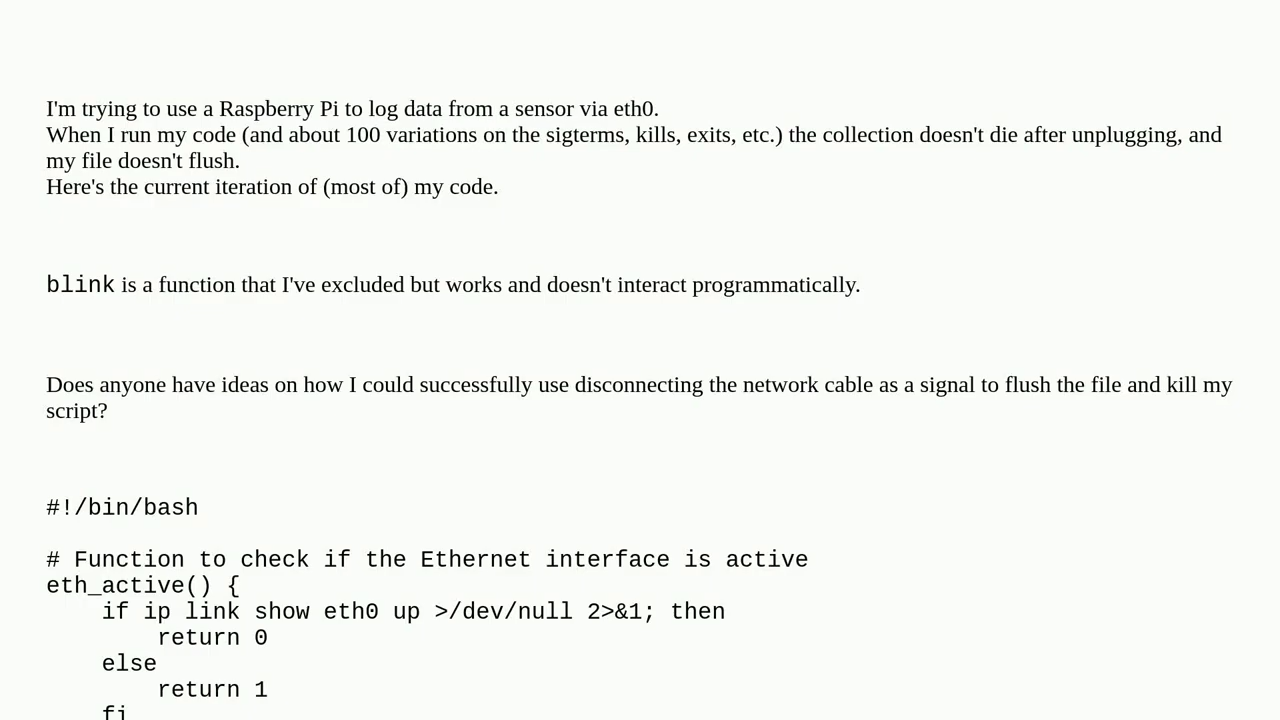 I'm trying to use a Raspberry Pi to log data from a sensor via eth0.
When I run my code (and about 100 variations on the sigterms, kills, exits, etc.) the collection doesn't die after unplugging, and
my file doesn't flush.
Here's the current iteration of (most of) my code.
blink is a function that I've excluded but works and doesn't interact programmatically.
Does anyone have ideas on how I could successfully use disconnecting the network cable as a signal to flush the file and kill my
script?
#!/bin/bash
# Function to check if the Ethernet interface is active
eth_active() {
    if ip link show eth0 up >/dev/null 2>&1; then
        return 0
    else
        return 1
    fi